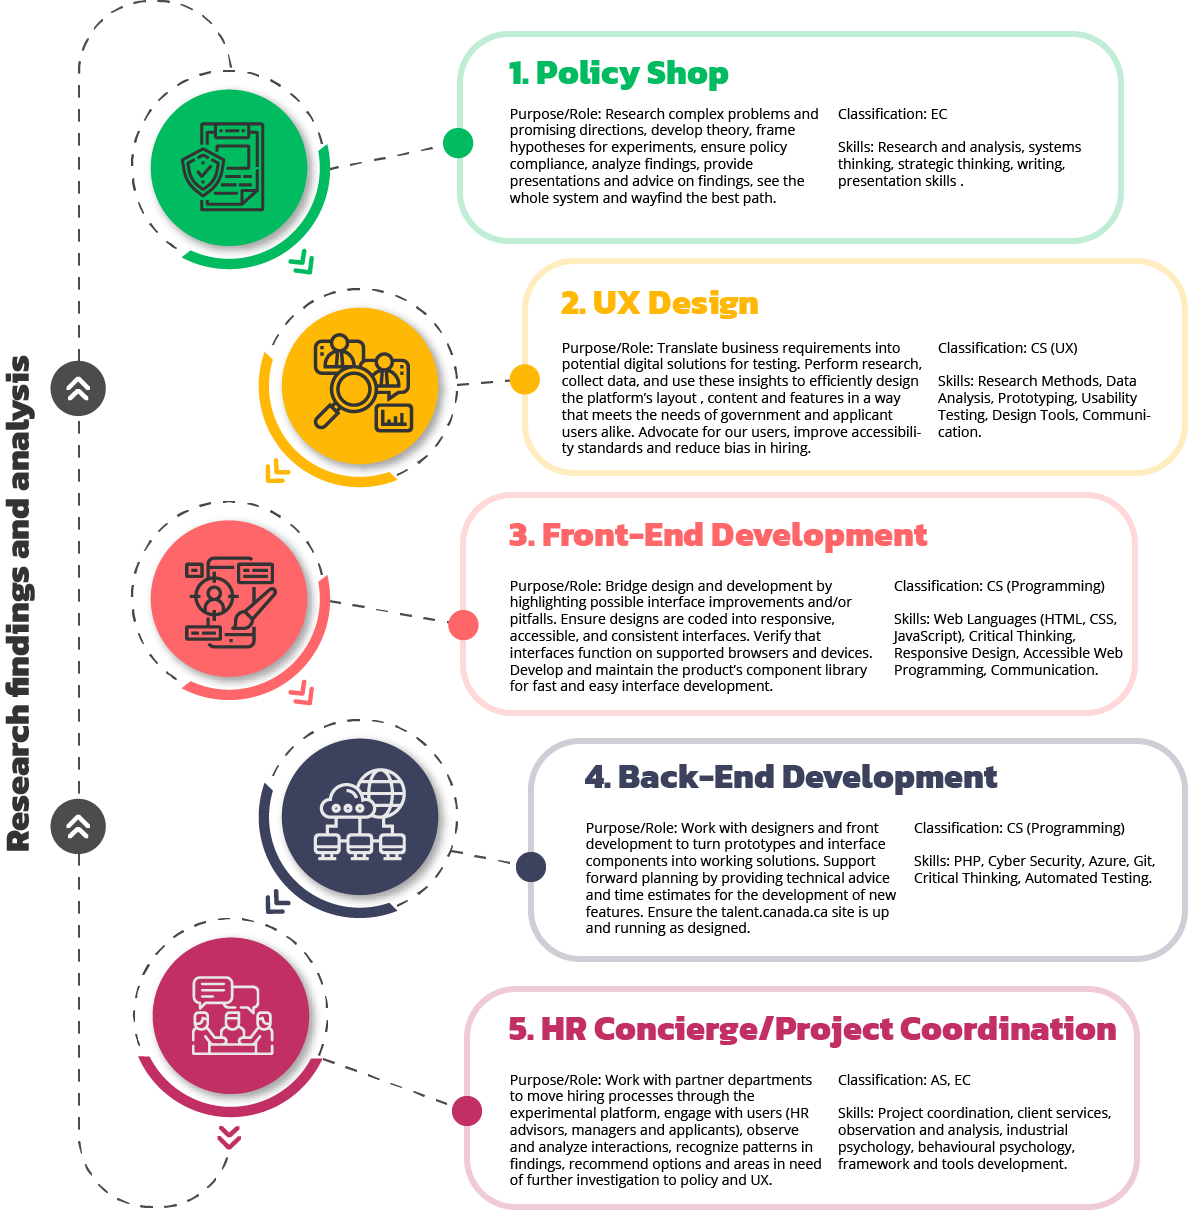 Research findings and analysis
1. Policy Shop
Purpose/Role: Research complex problems and
promising directions, develop theory, frame
hypotheses for experiments, ensure policy
compliance, analyze findings, provide
presentations and advice on findings, see the
whole system and wayfind the best path.
Classification: EC
Skills: Research and analysis, systems
thinking, strategic thinking, writing,
presentation skills .
2. UX Design
Purpose/Role: Translate business requirements into
potential digital solutions for testing. Perform research,
collect data, and use these insights to efficiently design
the platform's layout , content and features in a way
that meets the needs of government and applicant
users alike. Advocate for our users, improve accessibili-
ty standards and reduce bias in hiring.
Classification: CS (UX)
Skills: Research Methods, Data
Analysis, Prototyping, Usability
Testing, Design Tools, Communi-
cation.
3. Front-End Development
Purpose/Role: Bridge design and development by
highlighting possible interface improvements and/or
pitfalls. Ensure designs are coded into responsive,
accessible, and consistent interfaces. Verify that
interfaces function on supported browsers and devices.
Develop and maintain the product's component library
for fast and easy interface development.
Classification: CS (Programming)
Skills: Web Languages (HTML, CSS,
JavaScript), Critical Thinking,
Responsive Design, Accessible Web
Programming, Communication.
4. Back-End Development
Purpose/Role: Work with designers and front
development to turn prototypes and interface
components into working solutions. Support
forward planning by providing technical advice
and time estimates for the development of new
features. Ensure the talent.canada.ca site is up
and running as designed.
Classification: CS (Programming)
Skills: PHP, Cyber Security, Azure, Git,
Critical Thinking, Automated Testing.
5. HR Concierge/Project Coordination
Purpose/Role: Work with partner departments
to move hiring processes through the
experimental platform, engage with users (HR
advisors, managers and applicants), observe
and analyze interactions, recognize patterns in
findings, recommend options and areas in need
of further investigation to policy and UX.
Classification: AS, EC
Skills: Project coordination, client services,
observation and analysis, industrial
psychology, behavioural psychology,
framework and tools development.